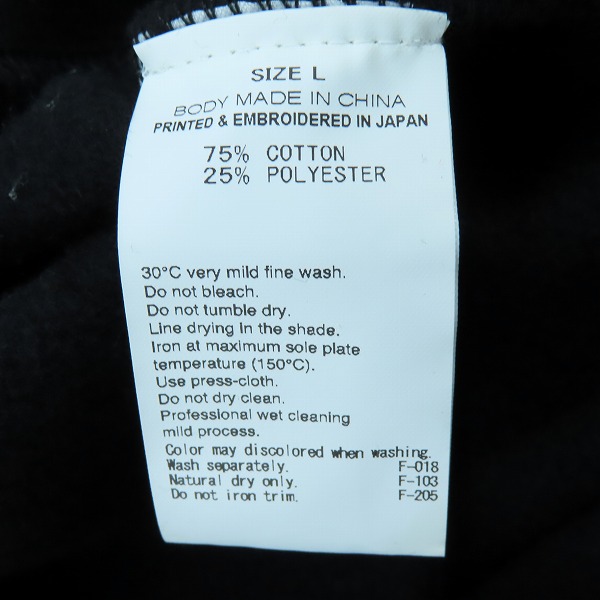 SIZE L
BODY MADE IN CHINA
PRINTED & EMBROIDERED IN JAPAN
75% COTTON
25% POLYESTER
30°C very mild fine wash.
Do not bleach.
Do not tumble dry.
Line drying In the shade.
Iron at maximum sole plate
temperature (150°C).
Use press-cloth.
Do not dry clean.
Professional wet cleaning
mild process.
Color may discolored when washing.
Wash separately. F-018
Natural dry only. F-103
Do not iron trim. F-205